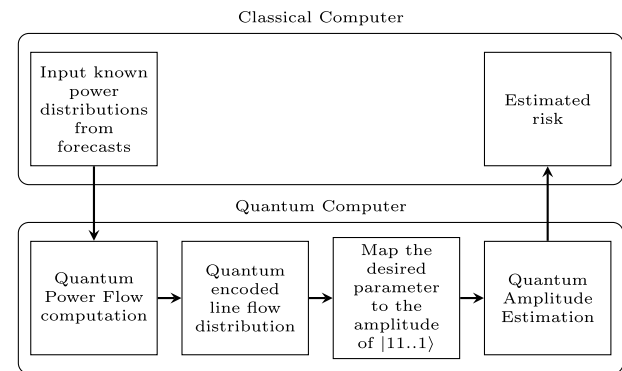 Classical Computer
Input known
power
distributions
from
forecasts
Estimated
risk
Quantum Computer
Quantum
Power Flow
computation
Quantum
encoded
line flow
distribution
Map the
desired
parameter
to the
amplitude
of |11..1⟩
Quantum
Amplitude
Estimation